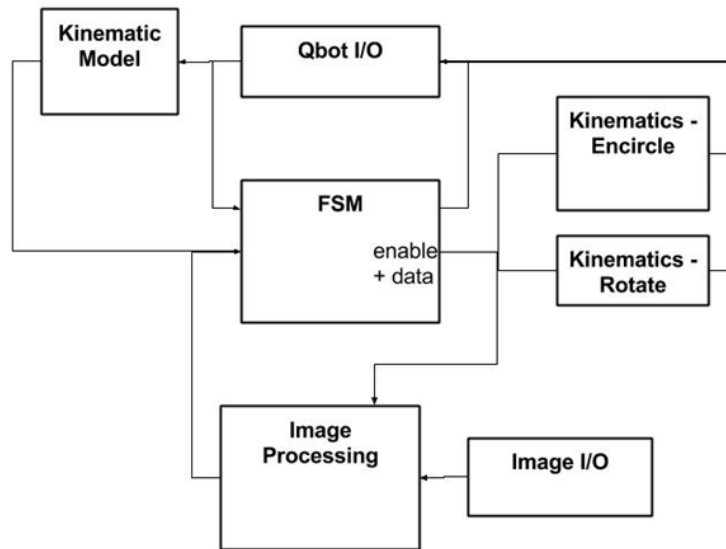 Kinematic
Model
Qbot I/O
Kinematics -
Encircle
FSM
enable
+ data
Kinematics -
Rotate
Image
Processing
Image I/O